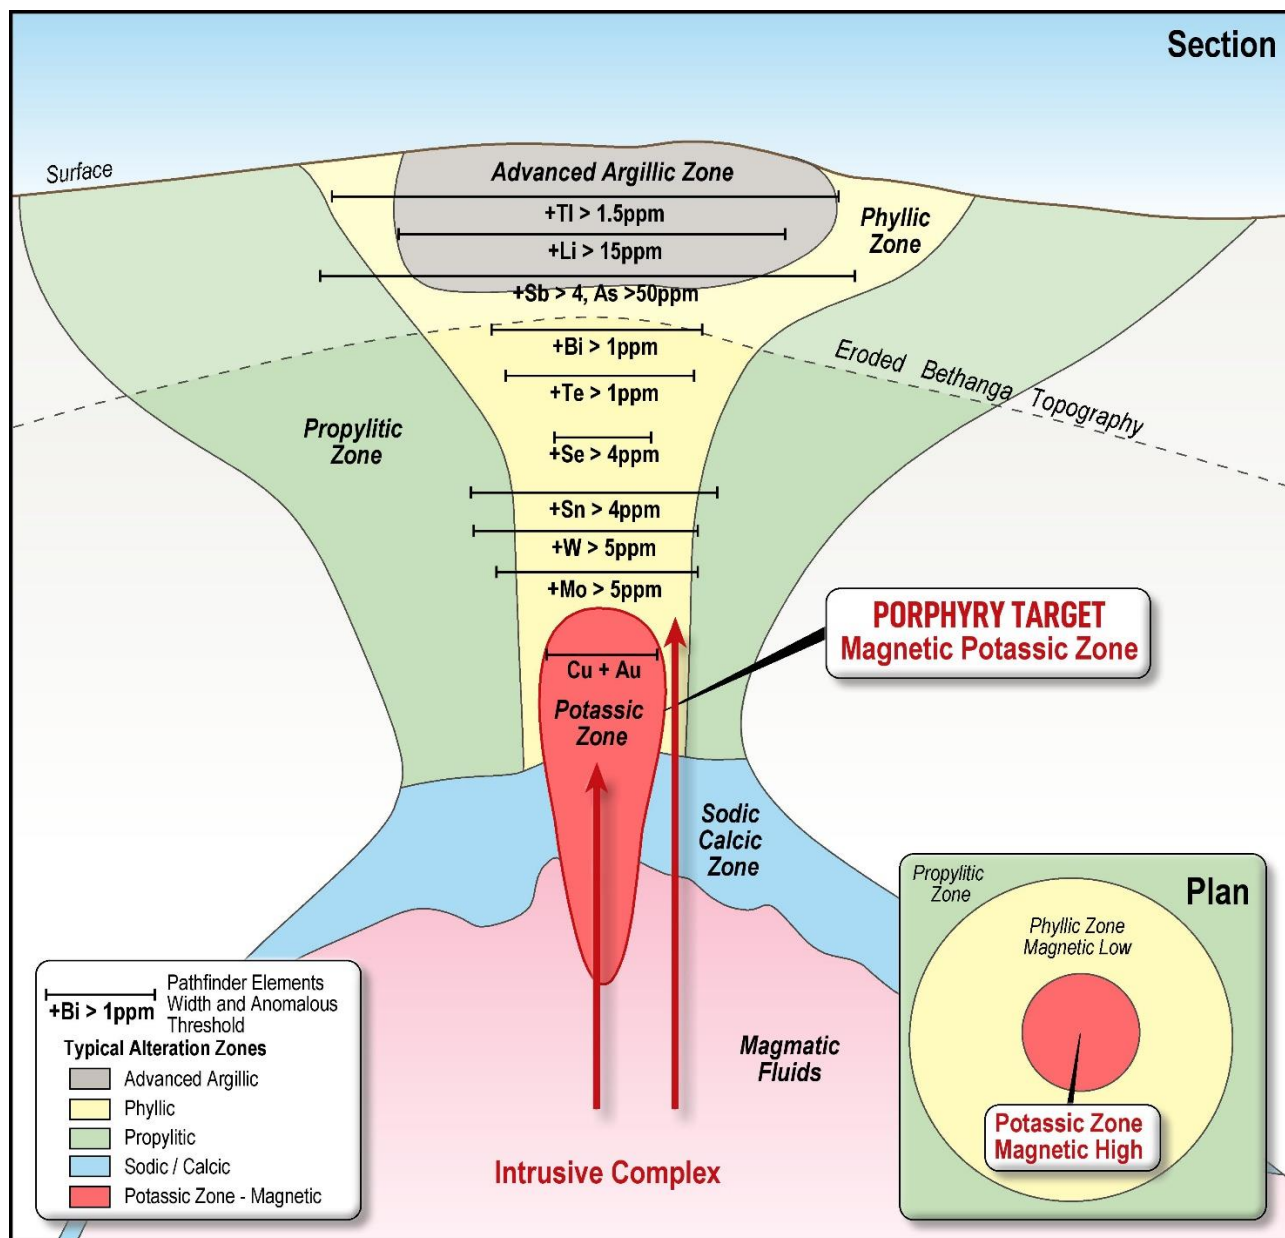 Section
Surface
Advanced Argillic Zone
+Tl > 1.5ppm
Phyllic
Zone
+Li > 15ppm
+Sb > 4, As >50ppm
+Bi > 1ppm
Eroded Bethanga Topography
+Te > 1ppm
Propylitic
Zone
+Se > 4ppm
+Sn > 4ppm
+W > 5ppm
+Mo > 5ppm
PORPHYRY TARGET
Magnetic Potassic Zone
Cu + Au
Potassic
Zone
Sodic
Calcic
Zone
Magmatic
Fluids
Intrusive Complex
+Bi > 1ppm
Pathfinder Elements
Width and Anomalous
Threshold
Typical Alteration Zones
Advanced Argillic
Phyllic
Propylitic
Sodic / Calcic
Potassic Zone - Magnetic
Propylitic
Zone
Plan
Phyllic Zone
Magnetic Low
Potassic Zone
Magnetic High